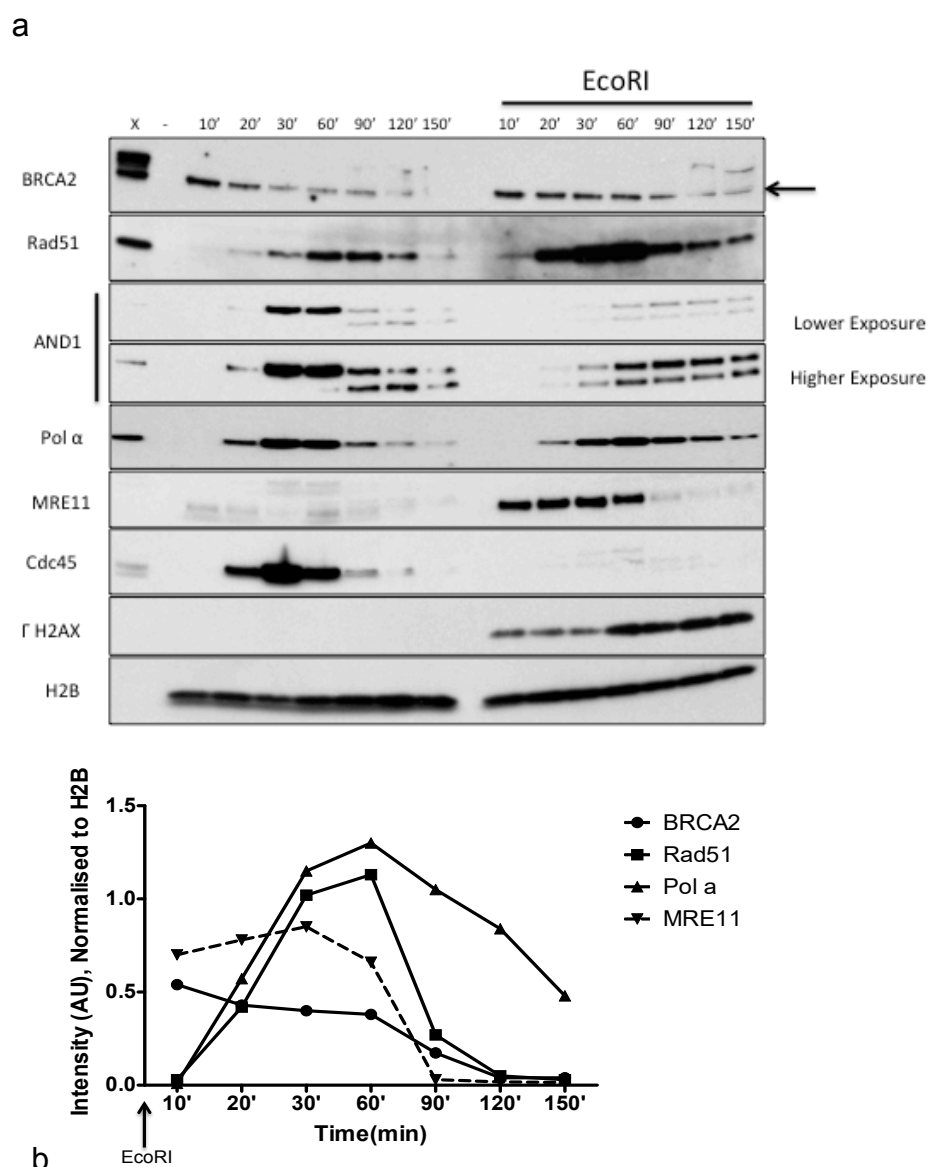 a
EcoRI
X - 10' 20' 30' 60' 90' 120' 150' 10' 20' 30' 60' 90' 120' 150'
BRCA2
Rad51
AND1
Lower Exposure
Higher Exposure
Pol α
MRE11
Cdc45
Γ H2AX
H2B
Intensity (AU), Normalised to H2B
1.5
1.0
0.5
0.0
BRCA2
Rad51
Pol a
MRE11
10' 20' 30' 60' 90' 120' 150'
Time(min)
EcoRI
b